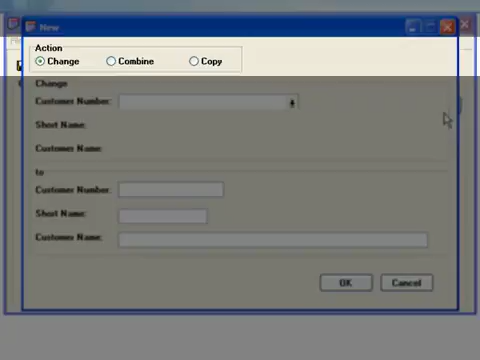 New
Action
Change Combine Copy
Change
Customer Number:
Short Name:
Customer Name:
to
Customer Number:
Short Name:
Customer Name:
OK Cancel